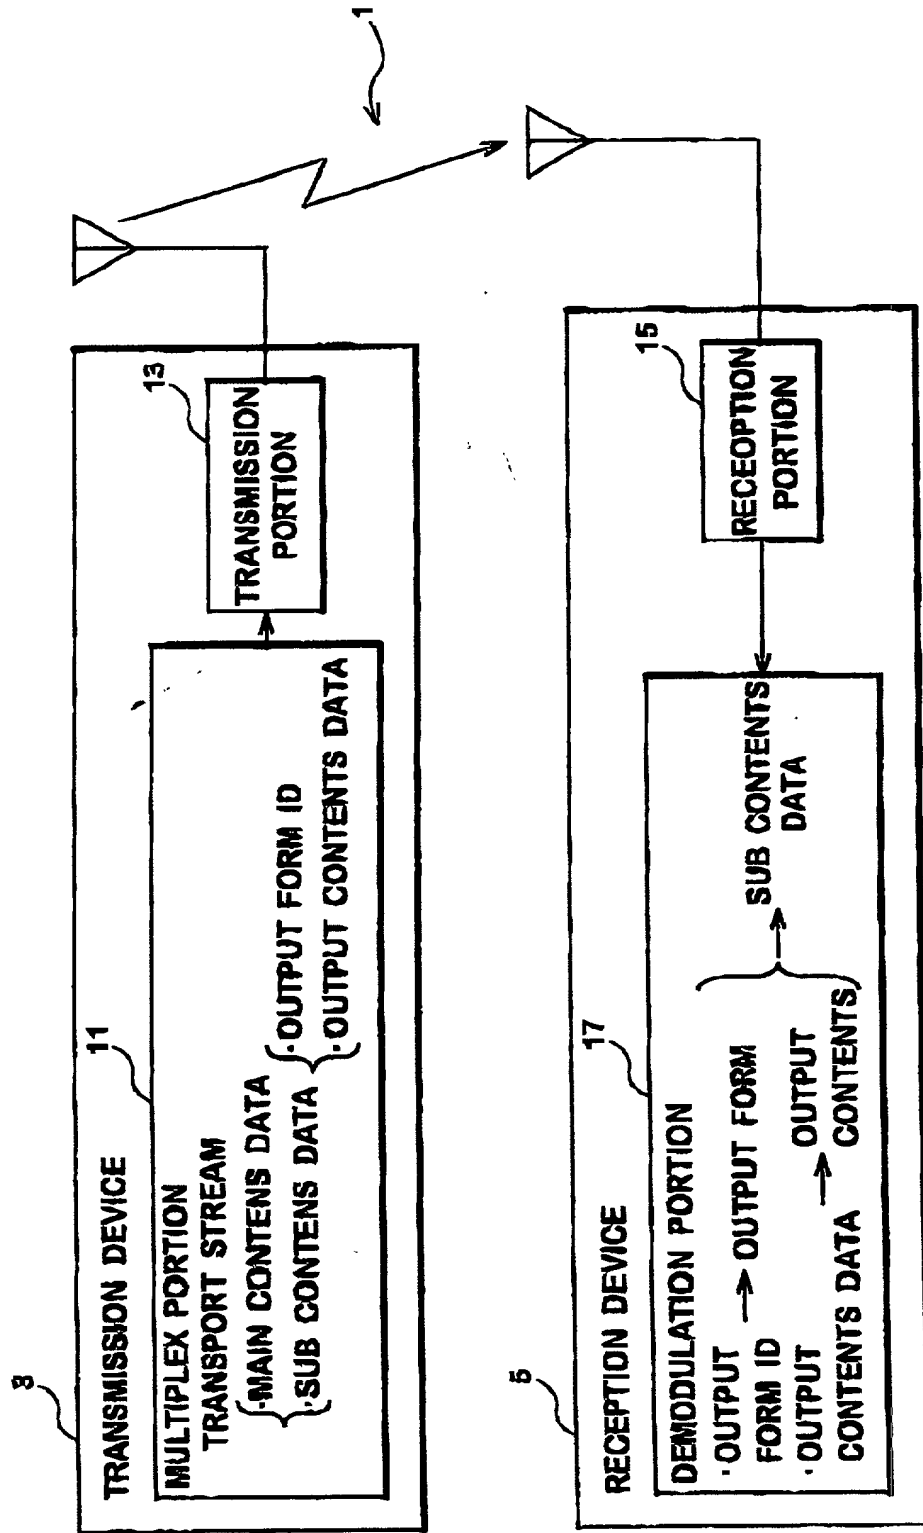 1
3
TRANSMISSION DEVICE
11
MULTIPLEX PORTION
TRANSPORT STREAM
·MAIN CONTENS DATA
·SUB CONTENS DATA
·OUTPUT FORM ID
·OUTPUT CONTENTS DATA
13
TRANSMISSION
PORTION
5
RECEPTION DEVICE
17
DEMODULATION PORTION
·OUTPUT
FORM ID
OUTPUT FORM
·OUTPUT
CONTENTS DATA
OUTPUT
CONTENTS
SUB CONTENTS
DATA
15
RECEOPTION
PORTION